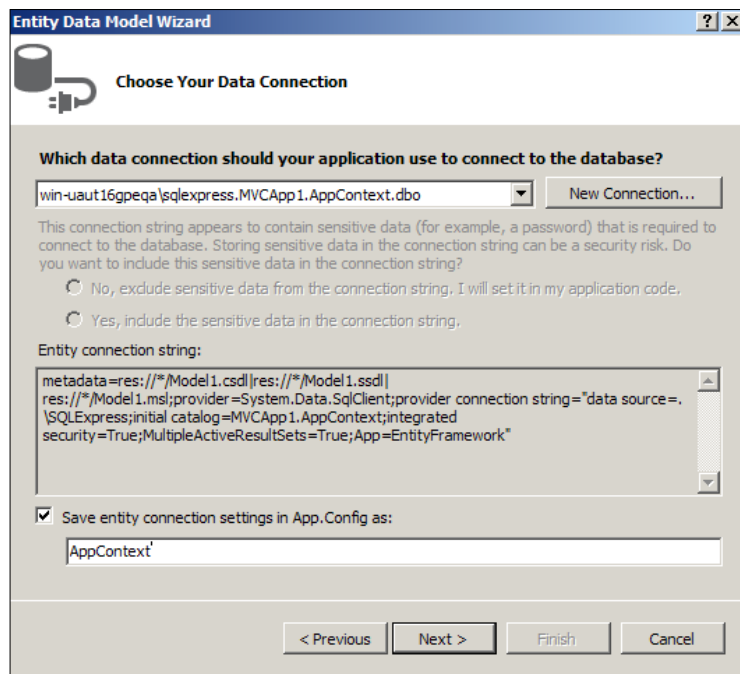 Entity Data Model Wizard
Choose Your Data Connection
Which data connection should your application use to connect to the database?
win-uaut16gpeqa\sqlexpress.MVCApp1.AppContext.dbo
New Connection...
This connection string appears to contain sensitive data (for example, a password) that is required to
connect to the database. Storing sensitive data in the connection string can be a security risk. Do
you want to include this sensitive data in the connection string?
No, exclude sensitive data from the connection string. I will set it in my application code.
Yes, include the sensitive data in the connection string.
Entity connection string:
metadata=res://*/Model1.csdl|res://*/Model1.ssdl|
res://*/Model1.msl;provider=System.Data.SqlClient;provider connection string="data source=.
\SQLExpress;initial catalog=MVCApp1.AppContext;integrated
security=True;MultipleActiveResultSets=True;App=EntityFramework"
Save entity connection settings in App.Config as:
AppContext
< Previous
Next >
Finish
Cancel